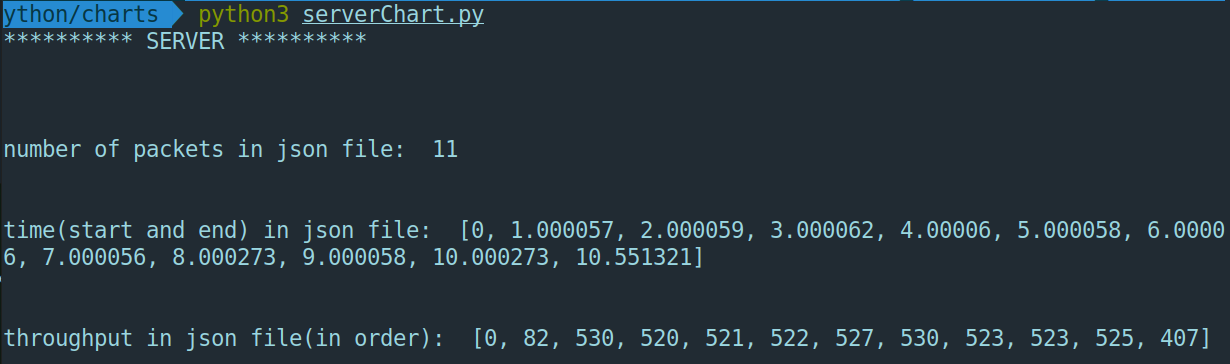 ython/charts python3 serverChart.py
********** SERVER **********
number of packets in json file:  11
time(start and end) in json file:  [0, 1.000057, 2.000059, 3.000062, 4.00006, 5.000058, 6.0000
6, 7.000056, 8.000273, 9.000058, 10.000273, 10.551321]
throughput in json file(in order):  [0, 82, 530, 520, 521, 522, 527, 530, 523, 523, 525, 407]